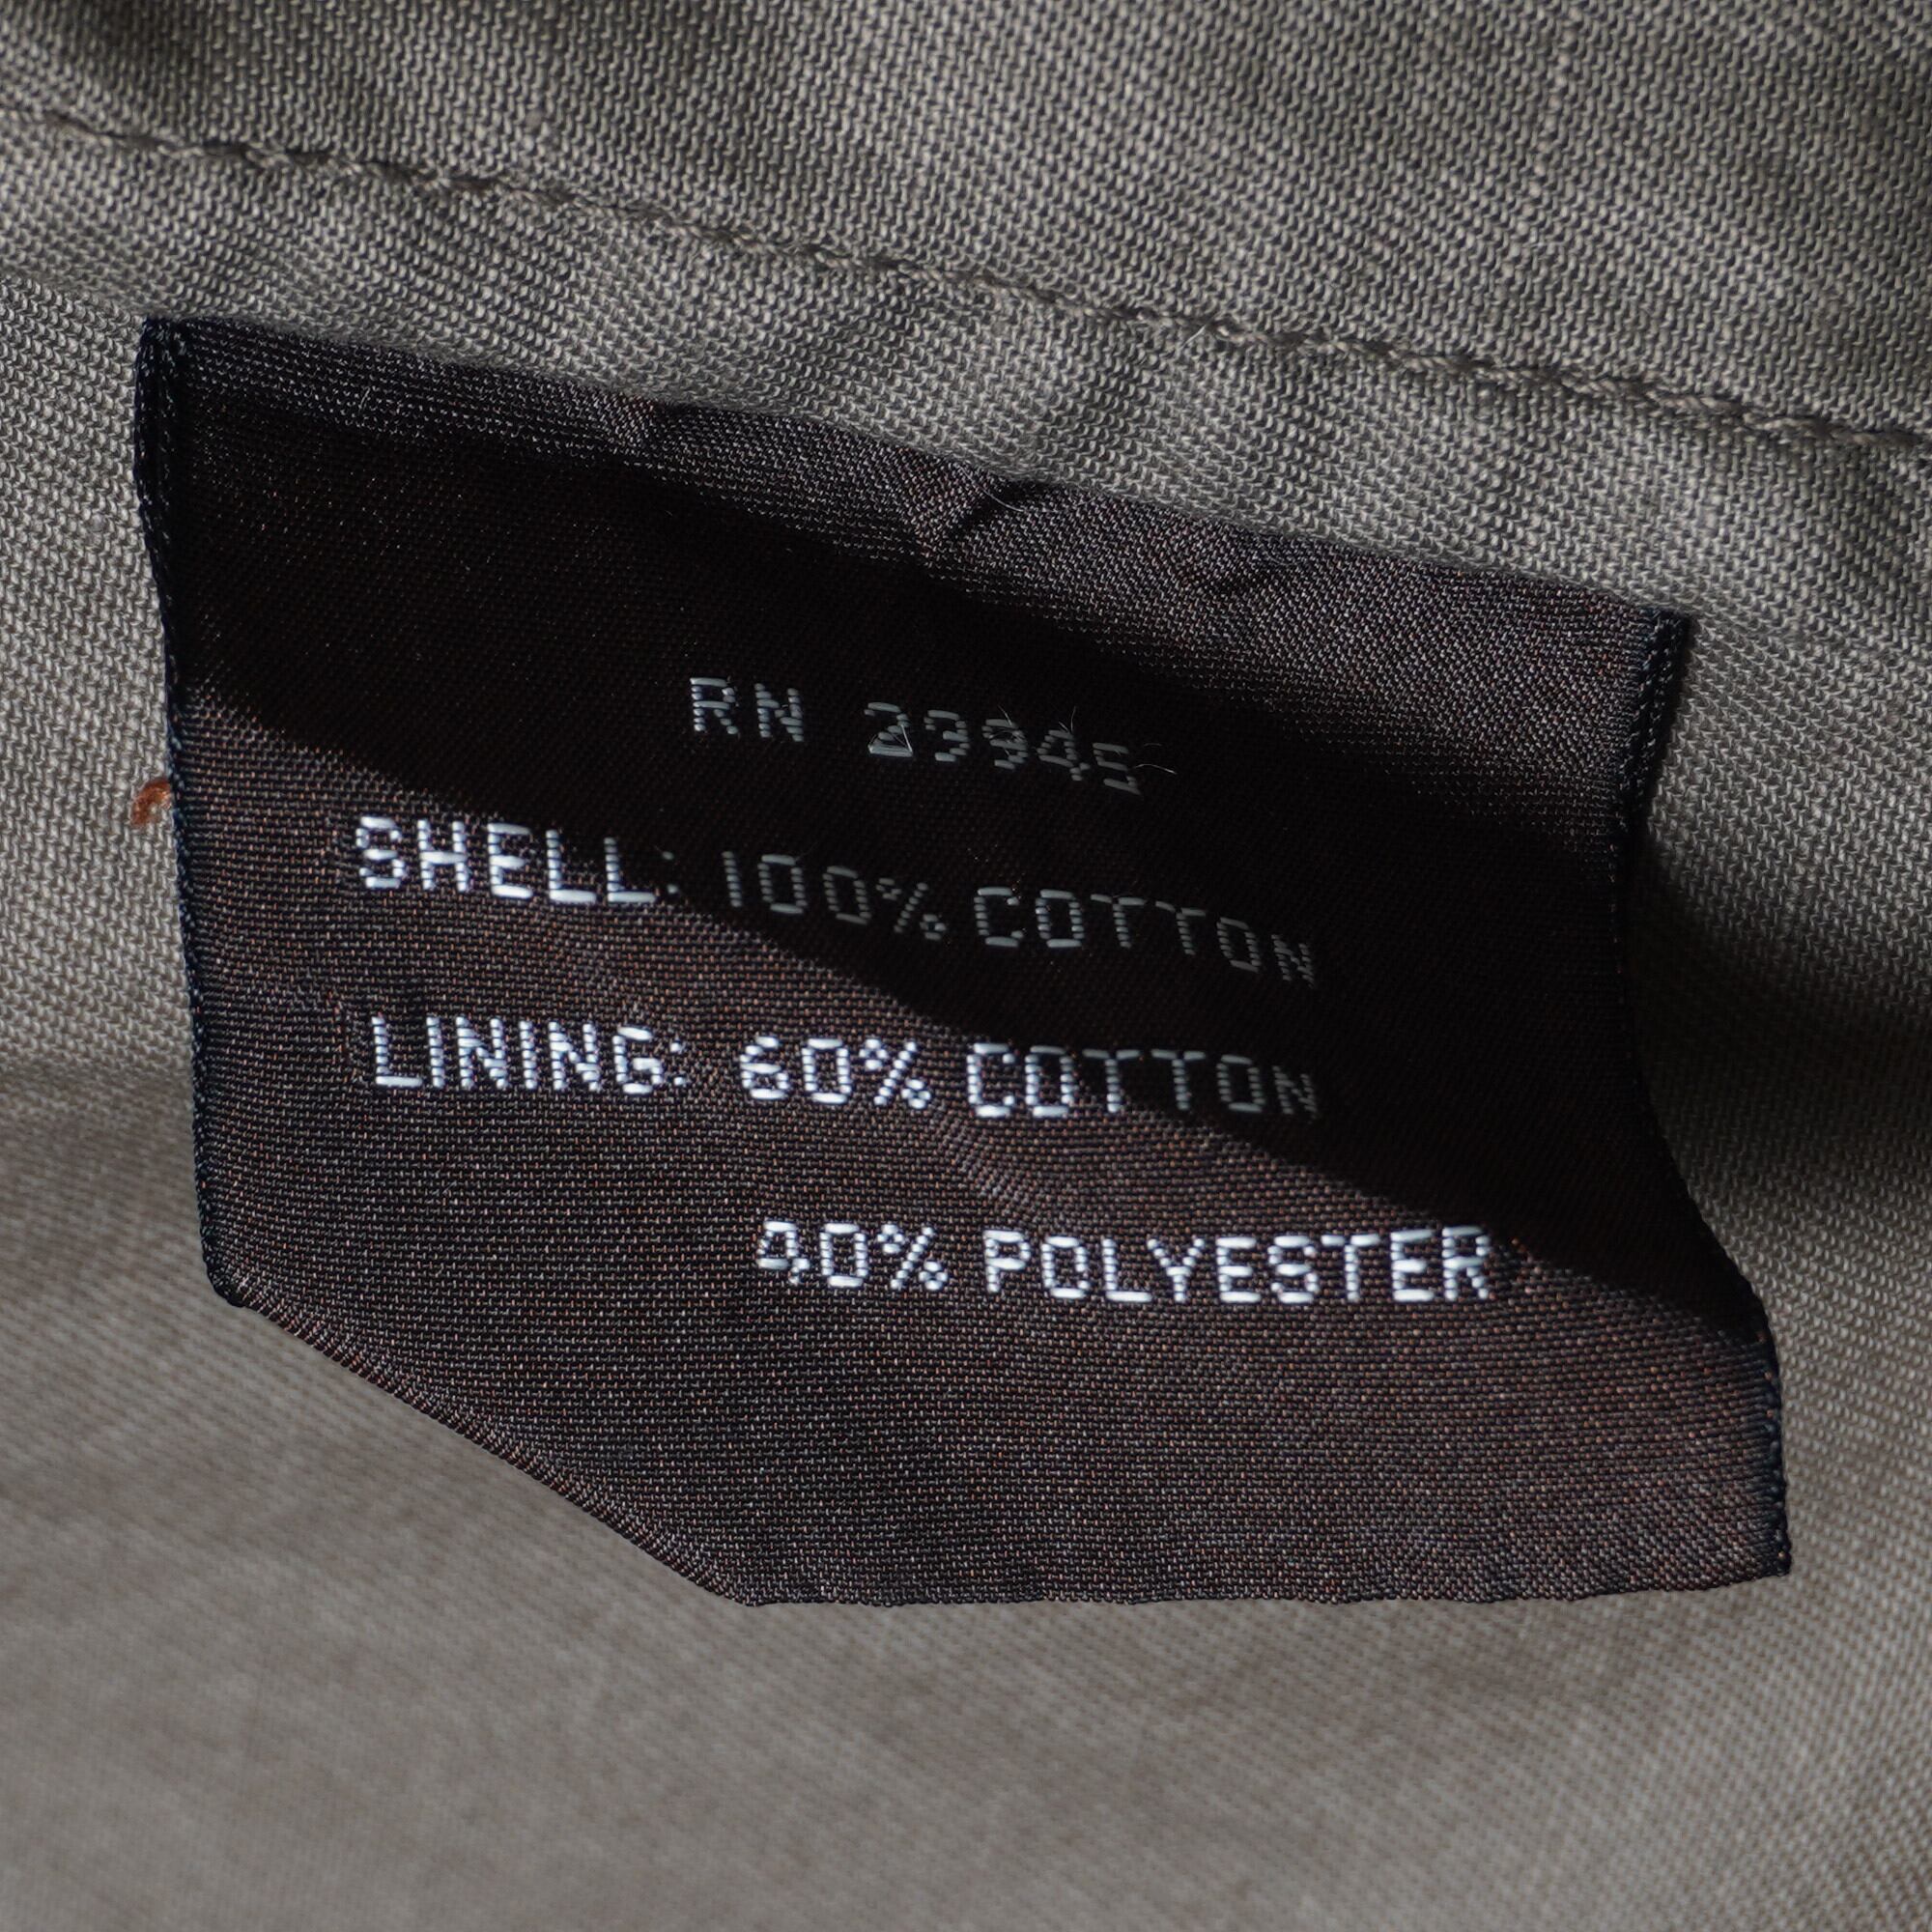 RN 23945
SHELL: 100% COTTON
LINING: 60% COTTON
40% POLYESTER